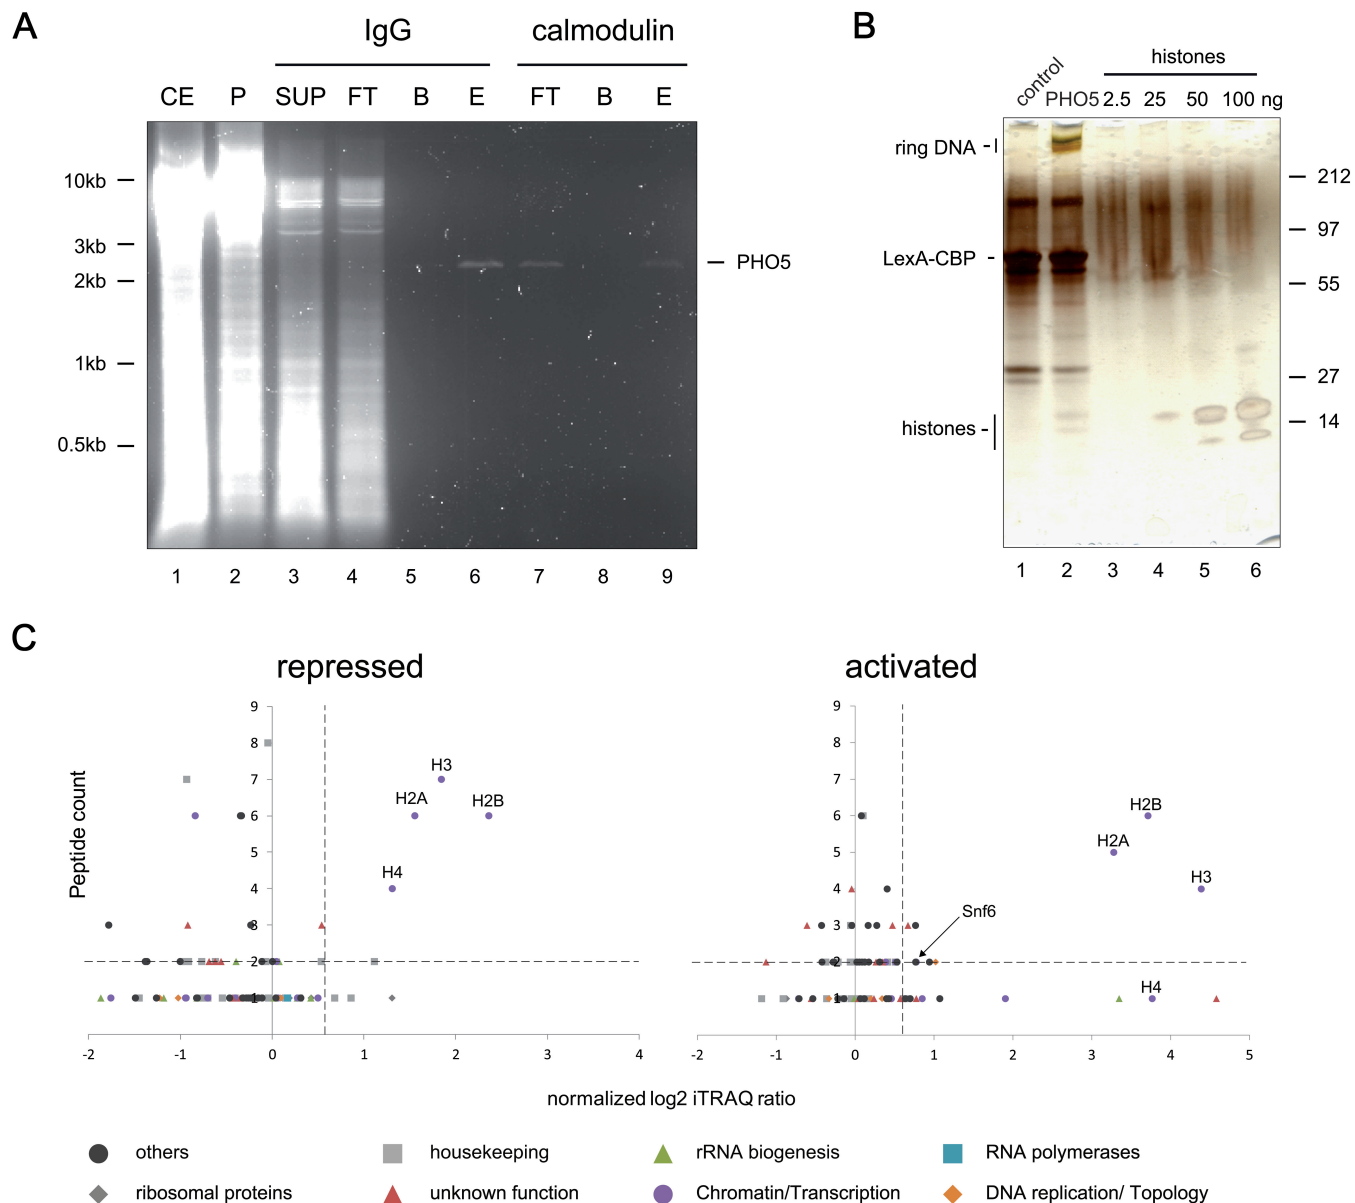 A
IgG
calmodulin
CE P SUP FT B E FT B E
10kb
3kb
2kb
1kb
0.5kb
PHO5
1 2 3 4 5 6 7 8 9
B
histones
control PHO5 2.5 25 50 100 ng
ring DNA
LexA-CBP
histones
212
97
55
27
14
1 2 3 4 5 6
C
repressed
Peptide count
9
8
7
6
5
4
3
2
1
H3
H2A
H2B
H4
-2 -1 0 1 2 3 4
activated
9
8
7
6
5
4
3
2
1
H2B
H2A
H3
Snf6
H4
-2 -1 0 1 2 3 4 5
normalized log2 iTRAQ ratio
others housekeeping rRNA biogenesis RNA polymerases
ribosomal proteins unknown function Chromatin/Transcription DNA replication/ Topology